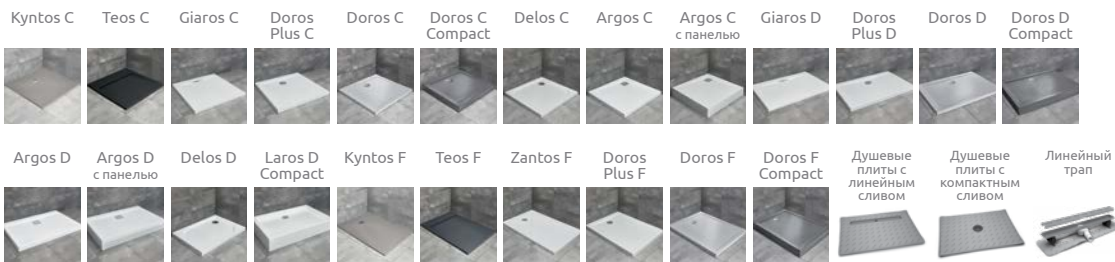 Kyntos C
Teos C
Giaros C
Doros
Plus C
Doros C
Doros C
Compact
Delos C
Argos C
Argos C
с панелью
Giaros D
Doros
Plus D
Doros D
Doros D
Compact
Argos D
Argos D
с панелью
Delos D
Laros D
Compact
Kyntos F
Teos F
Zantos F
Doros
Plus F
Doros F
Doros F
Compact
Душевые
плиты с
линейным
сливом
Душевые
плиты с
компактным
сливом
Линейный
трап